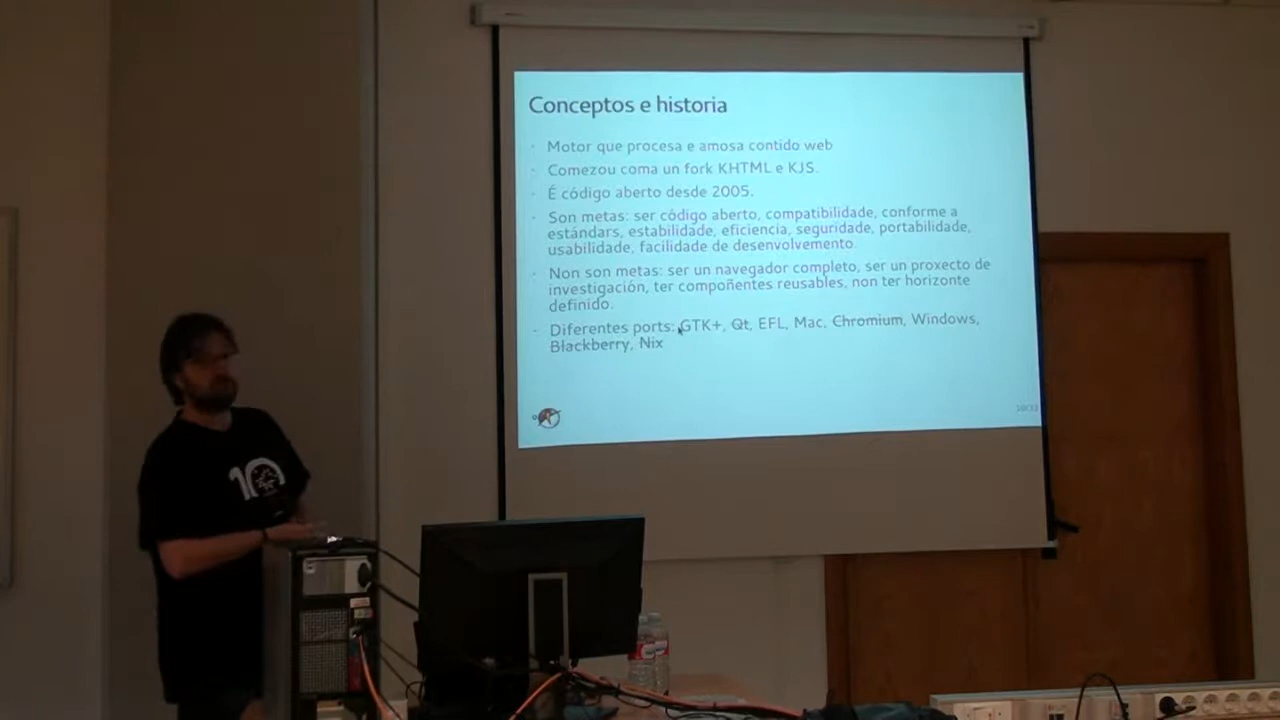 Conceptos e historia
Motor que procesa e amosa contido web
Comezou coma un fork KHTML e KJS.
É código aberto desde 2005.
Son metas: ser código aberto, compatibilidade, conforme a
estándars, estabilidade, eficiencia, seguridade, portabilidade,
usabilidade, facilidade de desenvolvemento.
Non son metas: ser un navegador completo, ser un proxecto de
investigación, ter compoñentes reusables, non ter horizonte
definido.
Diferentes ports: GTK+, Qt, EFL, Mac, Chromium, Windows,
Blackberry, Nix
10